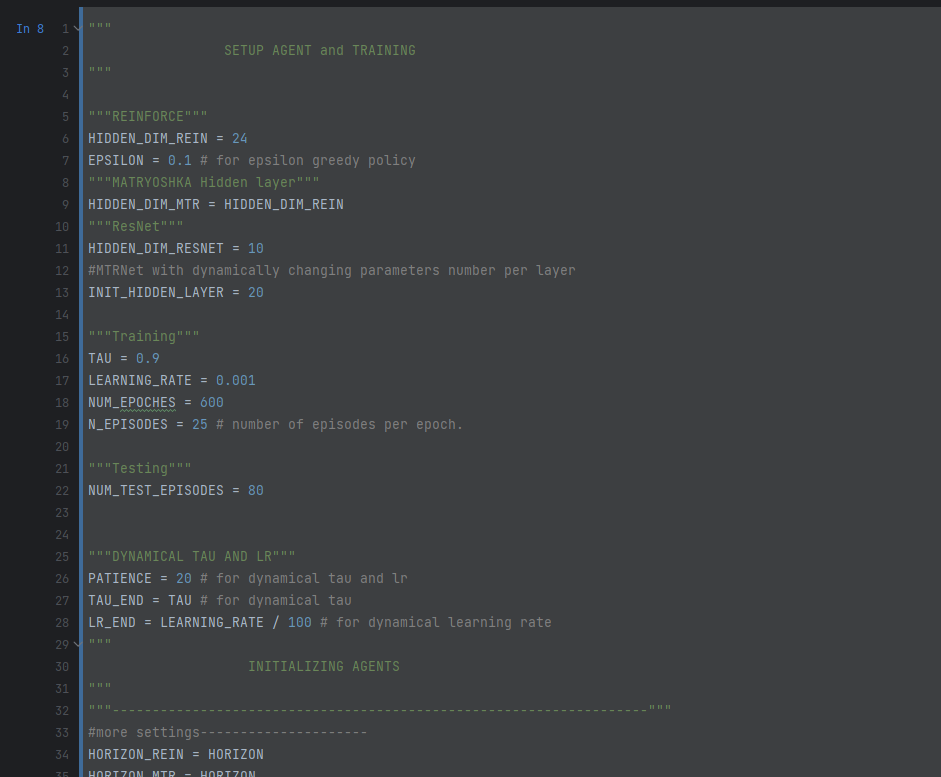 In 8
1 """
2 SETUP AGENT and TRAINING
3 """
4
5 """REINFORCE"""
6 HIDDEN_DIM_REIN = 24
7 EPSILON = 0.1 # for epsilon greedy policy
8 """MATRYOSHKA Hidden layer"""
9 HIDDEN_DIM_MTR = HIDDEN_DIM_REIN
10 """ResNet"""
11 HIDDEN_DIM_RESNET = 10
12 #MTRNet with dynamically changing parameters number per layer
13 INIT_HIDDEN_LAYER = 20
14
15 """Training"""
16 TAU = 0.9
17 LEARNING_RATE = 0.001
18 NUM_EPOCHES = 600
19 N_EPISODES = 25 # number of episodes per epoch.
20
21 """Testing"""
22 NUM_TEST_EPISODES = 80
23
24
25 """DYNAMICAL TAU AND LR"""
26 PATIENCE = 20 # for dynamical tau and lr
27 TAU_END = TAU # for dynamical tau
28 LR_END = LEARNING_RATE / 100 # for dynamical learning rate
29 """
30 INITIALIZING AGENTS
31 """
32 """-------------------------------------------------------------------"""
33 #more settings---------------------
34 HORIZON_REIN = HORIZON
35 HORIZON_MTR = HORIZON